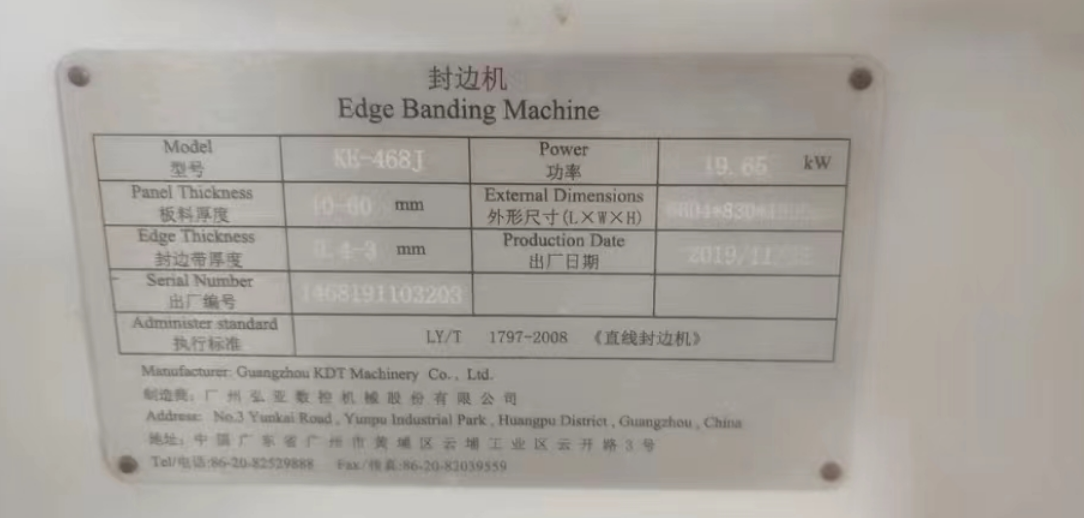 封边机
Edge Banding Machine
Model
型号
KE-468J
Power
功率
19.65 kW
Panel Thickness
板料厚度
10-60 mm
External Dimensions
外形尺寸(L×W×H)
Edge Thickness
封边带厚度
0.4-3 mm
Production Date
出厂日期
2019/11
Serial Number
出厂编号
1468191103203
Administer standard
执行标准
LY/T 1797-2008 《直线封边机》
Manufacturer: Guangzhou KDT Machinery Co., Ltd.
制造商: 广州弘亚数控机械股份有限公司
Address: No.3 Yunkai Road , Yunpu Industrial Park , Huangpu District , Guangzhou , China
地址: 中国广东省广州市黄埔区云埔工业区云开路3号
Tel/电话:86-20-82529888 Fax/传真:86-20-82039559